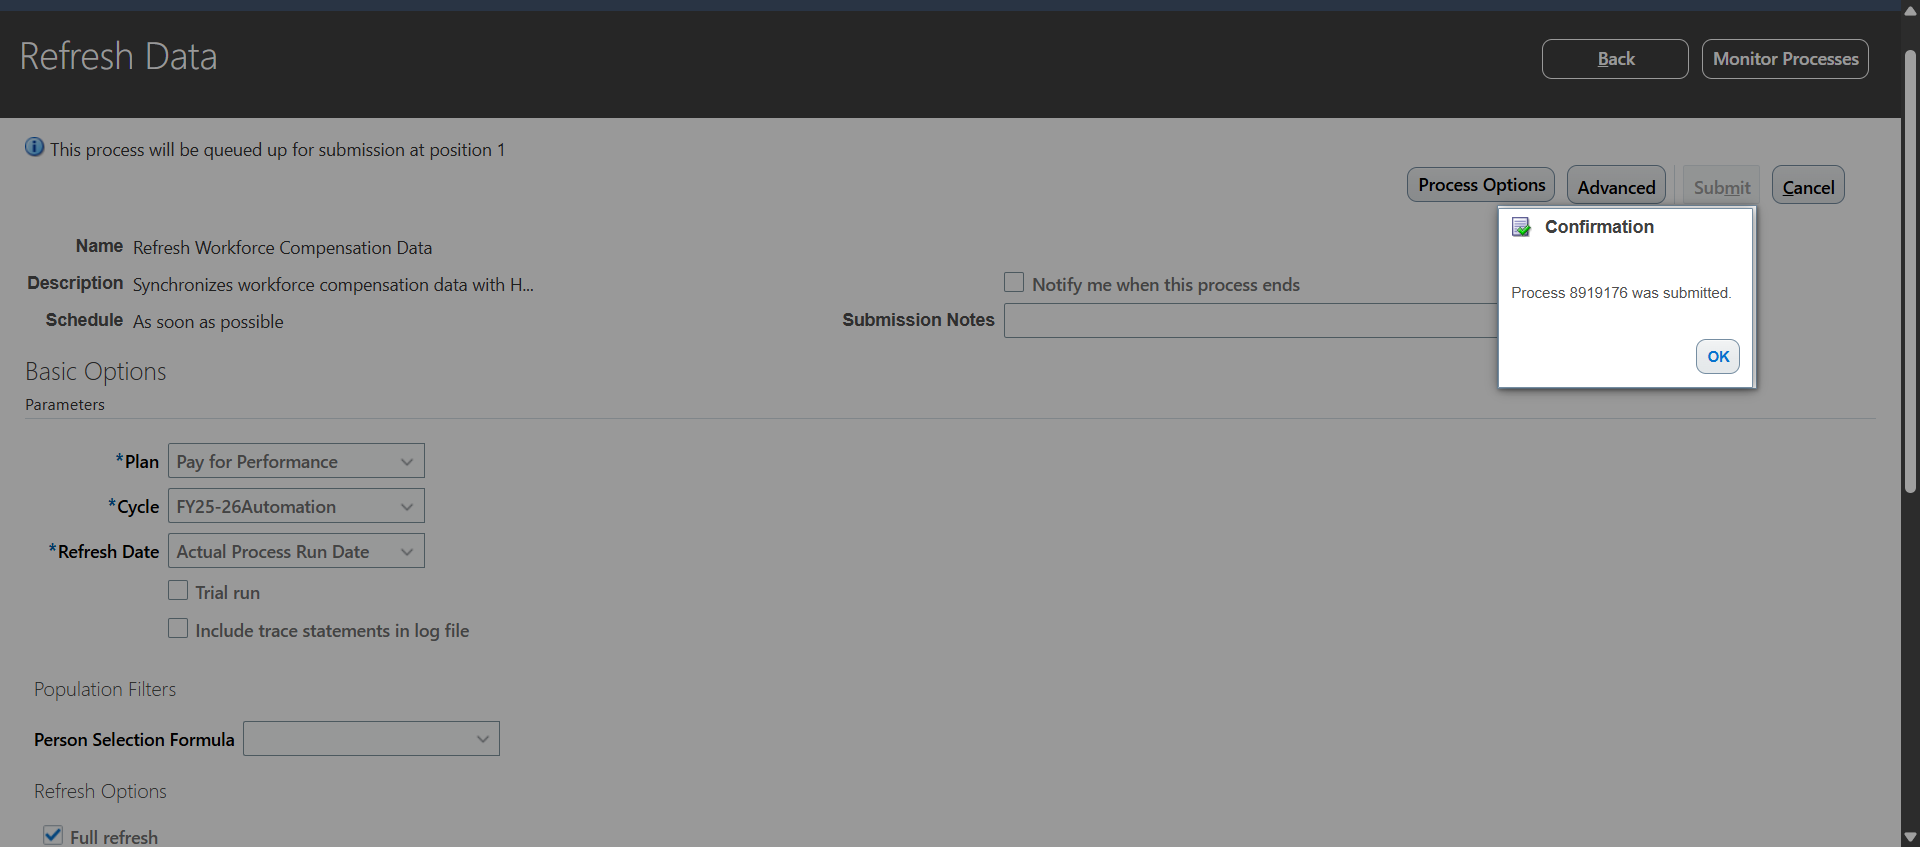 Refresh Data
Back
Monitor Processes
This process will be queued up for submission at position 1
Process Options
Advanced
Submit
Cancel
Name Refresh Workforce Compensation Data
Description Synchronizes workforce compensation data with H...
Notify me when this process ends
Schedule As soon as possible
Submission Notes
Confirmation
Process 8919176 was submitted.
OK
Basic Options
Parameters
*Plan Pay for Performance
*Cycle FY25-26Automation
*Refresh Date Actual Process Run Date
Trial run
Include trace statements in log file
Population Filters
Person Selection Formula
Refresh Options
Full refresh